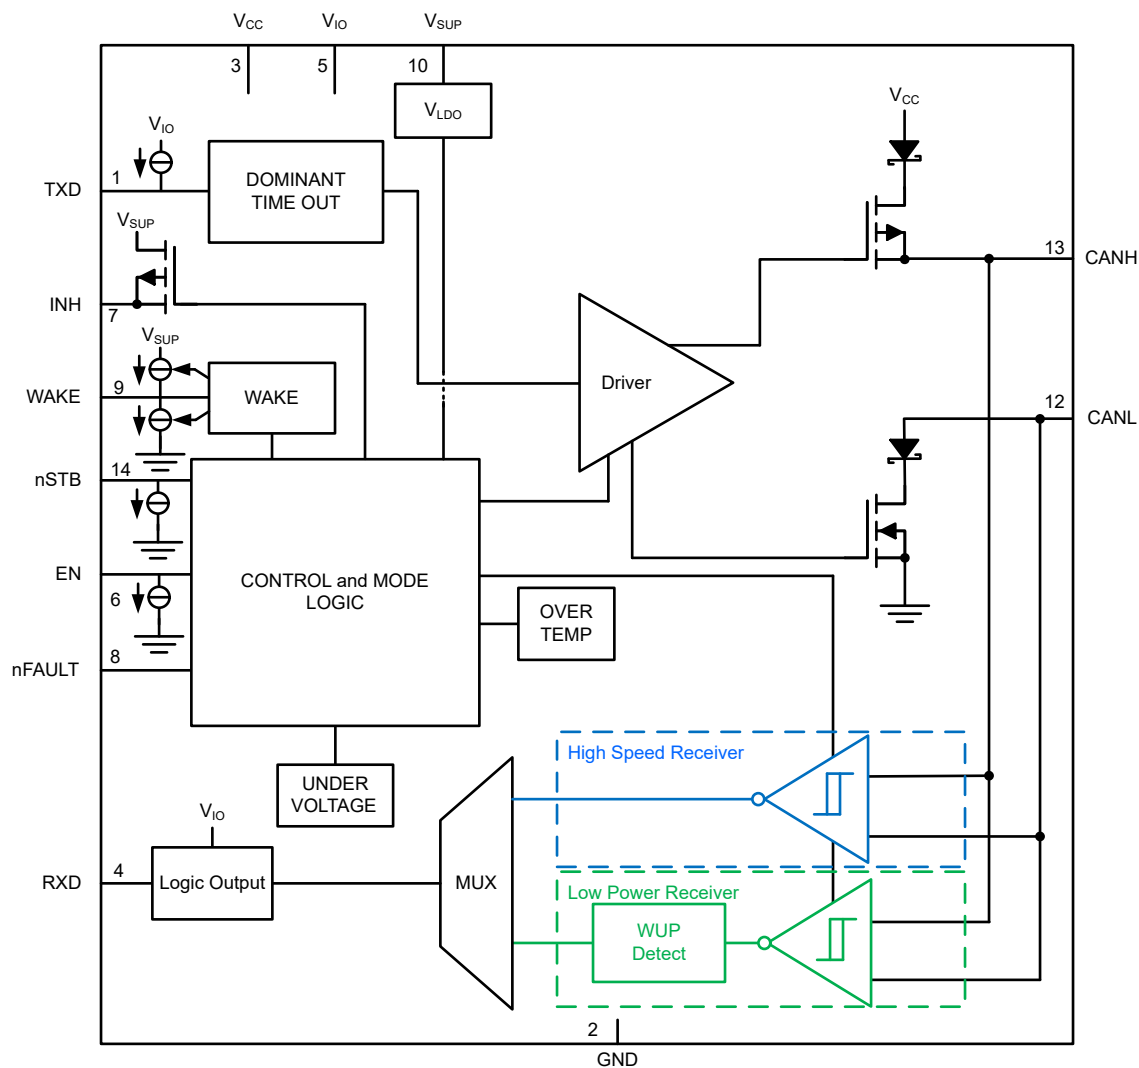 VCC
VIO
VSUP
3
5
10
VLDO
VCC
VIO
TXD
1
DOMINANT
TIME OUT
VSUP
INH
7
13
CANH
VSUP
WAKE
9
WAKE
Driver
12
CANL
nSTB
14
EN
6
CONTROL and MODE
LOGIC
OVER
TEMP
nFAULT
8
UNDER
VOLTAGE
High Speed Receiver
VIO
RXD
4
Logic Output
MUX
Low Power Receiver
WUP
Detect
2
GND